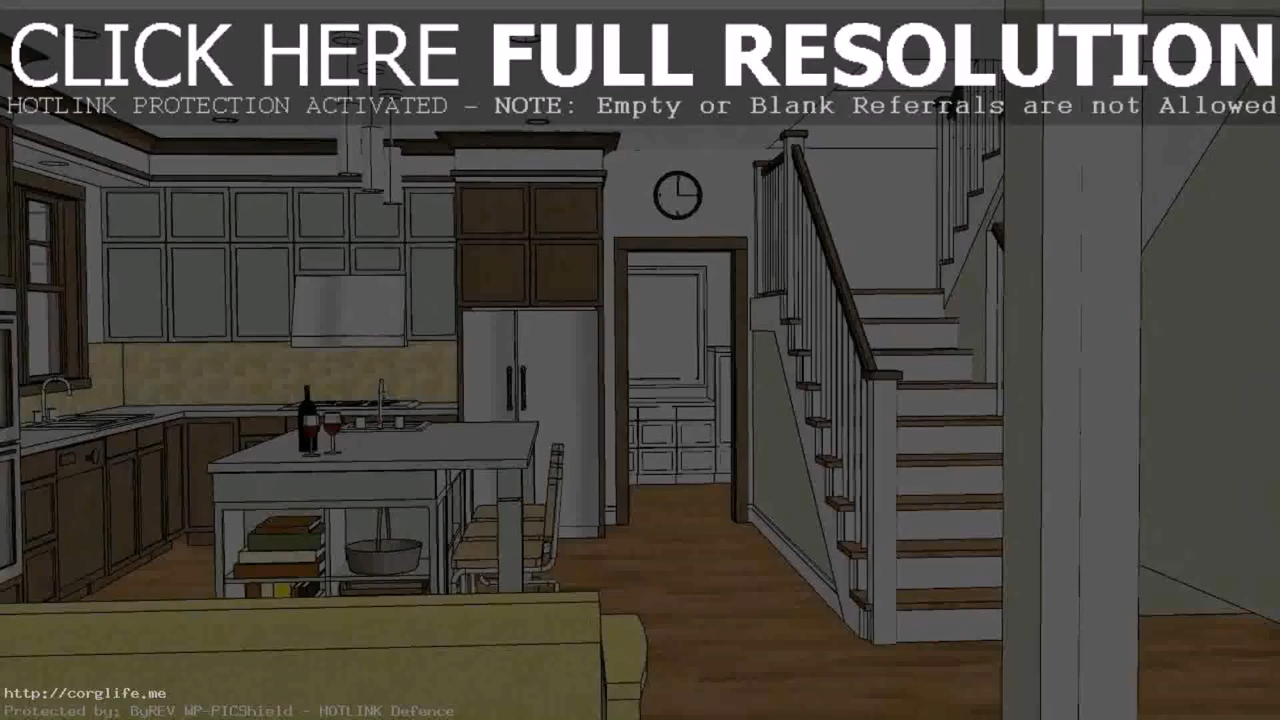 CLICK HERE FULL RESOLUTION
HOTLINK PROTECTION ACTIVATED - NOTE: Empty or Blank Referrals are not Allowed
http://corglife.me
Protected by; ByREV WP-PICShield - HOTLINK Defence